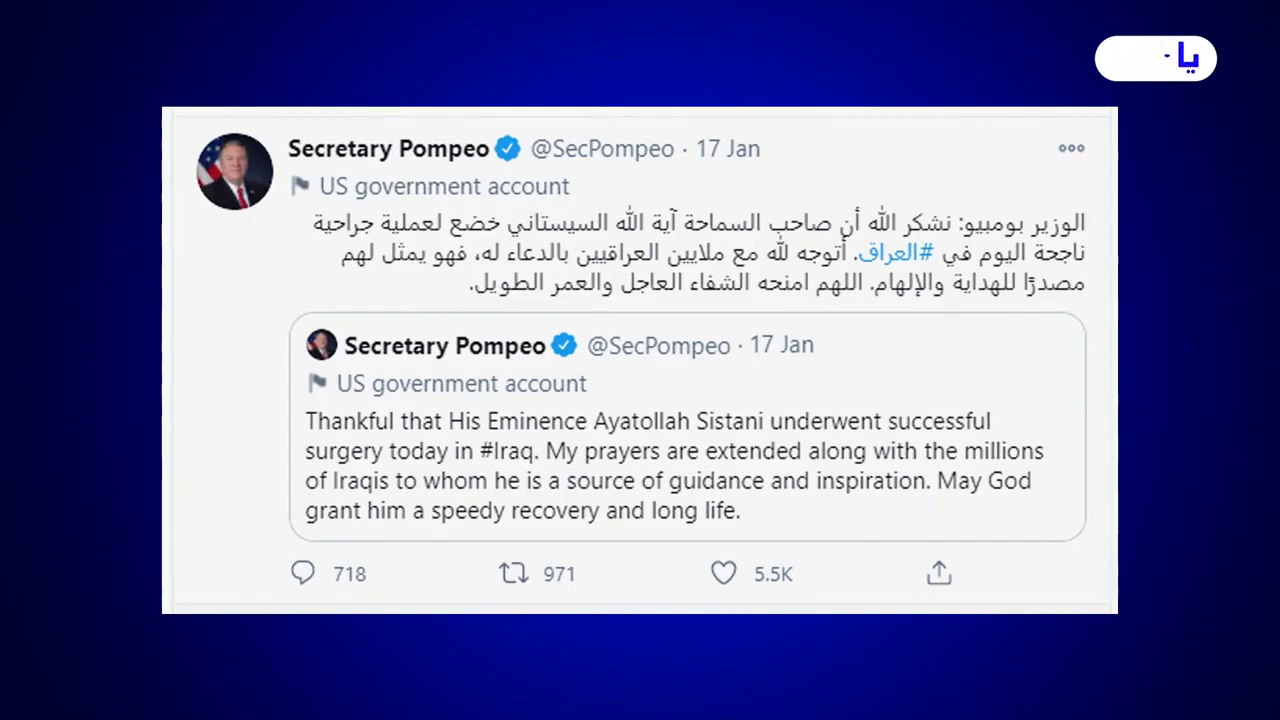 يا
Secretary Pompeo @SecPompeo · 17 Jan
US government account
الوزير بومبيو: نشكر الله أن صاحب السماحة آية الله السيستاني خضع لعملية جراحية
ناجحة اليوم في #العراق. أتوجه لله مع ملايين العراقيين بالدعاء له، فهو يمثل لهم
مصدرًا للهداية والإلهام. اللهم امنحه الشفاء العاجل والعمر الطويل.
Secretary Pompeo @SecPompeo · 17 Jan
US government account
Thankful that His Eminence Ayatollah Sistani underwent successful
surgery today in #Iraq. My prayers are extended along with the millions
of Iraqis to whom he is a source of guidance and inspiration. May God
grant him a speedy recovery and long life.
718 971 5.5K